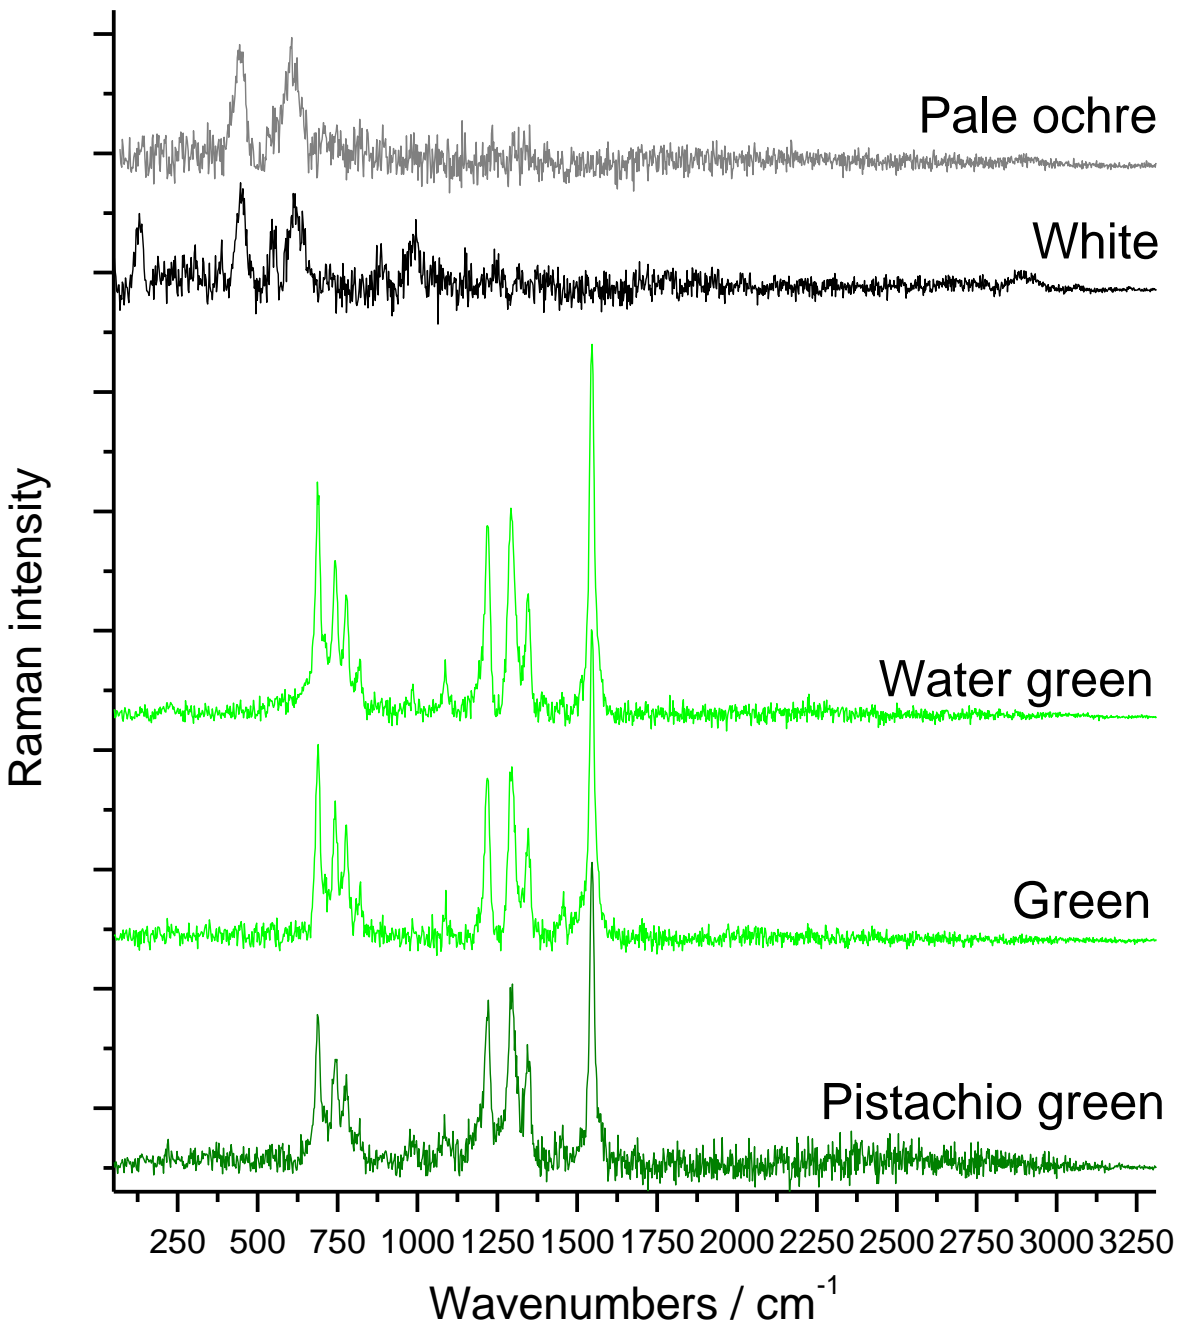 Pale ochre
White
Water green
Green
Pistachio green
Raman intensity
250 500 750 1000 1250 1500 1750 2000 2250 2500 2750 3000 3250
Wavenumbers / cm⁻¹